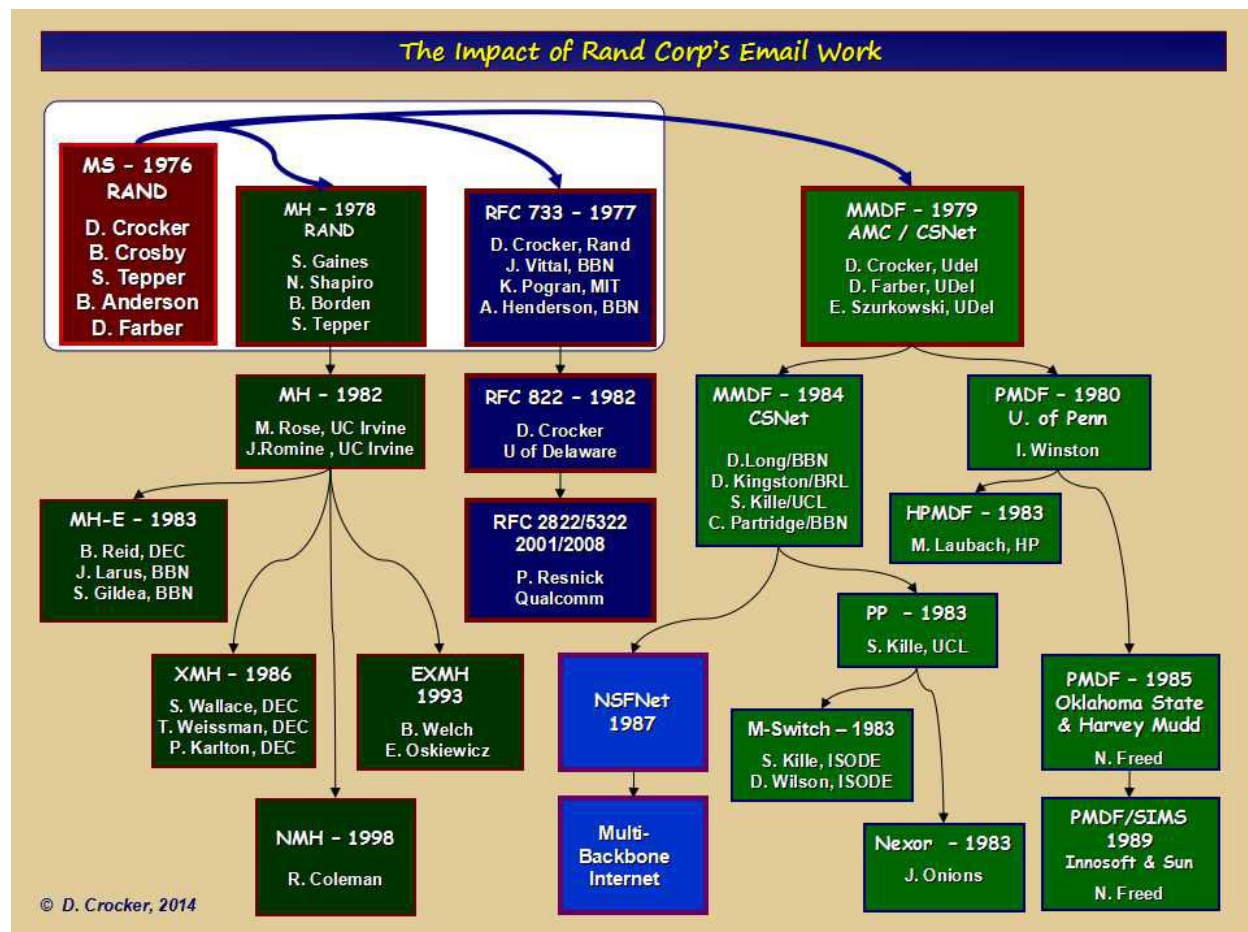 The Impact of Rand Corp's Email Work
MS – 1976
RAND
D. Crocker
B. Crosby
S. Tepper
B. Anderson
D. Farber
MH – 1978
RAND
S. Gaines
N. Shapiro
B. Borden
S. Tepper
RFC 733 – 1977
D. Crocker, Rand
J. Vittal, BBN
K. Pogran, MIT
A. Henderson, BBN
MMDF – 1979
AMC / CSNet
D. Crocker, Udel
D. Farber, UDel
E. Szurkowski, UDel
MH – 1982
M. Rose, UC Irvine
J.Romine , UC Irvine
RFC 822 – 1982
D. Crocker
U of Delaware
MMDF – 1984
CSNet
D.Long/BBN
D. Kingston/BRL
S. Kille/UCL
C. Partridge/BBN
PMDF – 1980
U. of Penn
I. Winston
MH-E – 1983
B. Reid, DEC
J. Larus, BBN
S. Gildea, BBN
RFC 2822/5322
2001/2008
P. Resnick
Qualcomm
HPMDF – 1983
M. Laubach, HP
PP – 1983
S. Kille, UCL
XMH – 1986
S. Wallace, DEC
T. Weissman, DEC
P. Karlton, DEC
EXMH
1993
B. Welch
E. Oskiewicz
NSFNet
1987
M-Switch – 1983
S. Kille, ISODE
D. Wilson, ISODE
PMDF – 1985
Oklahoma State
& Harvey Mudd
N. Freed
NMH – 1998
R. Coleman
Multi-
Backbone
Internet
Nexor – 1983
J. Onions
PMDF/SIMS
1989
Innosoft & Sun
N. Freed
© D. Crocker, 2014